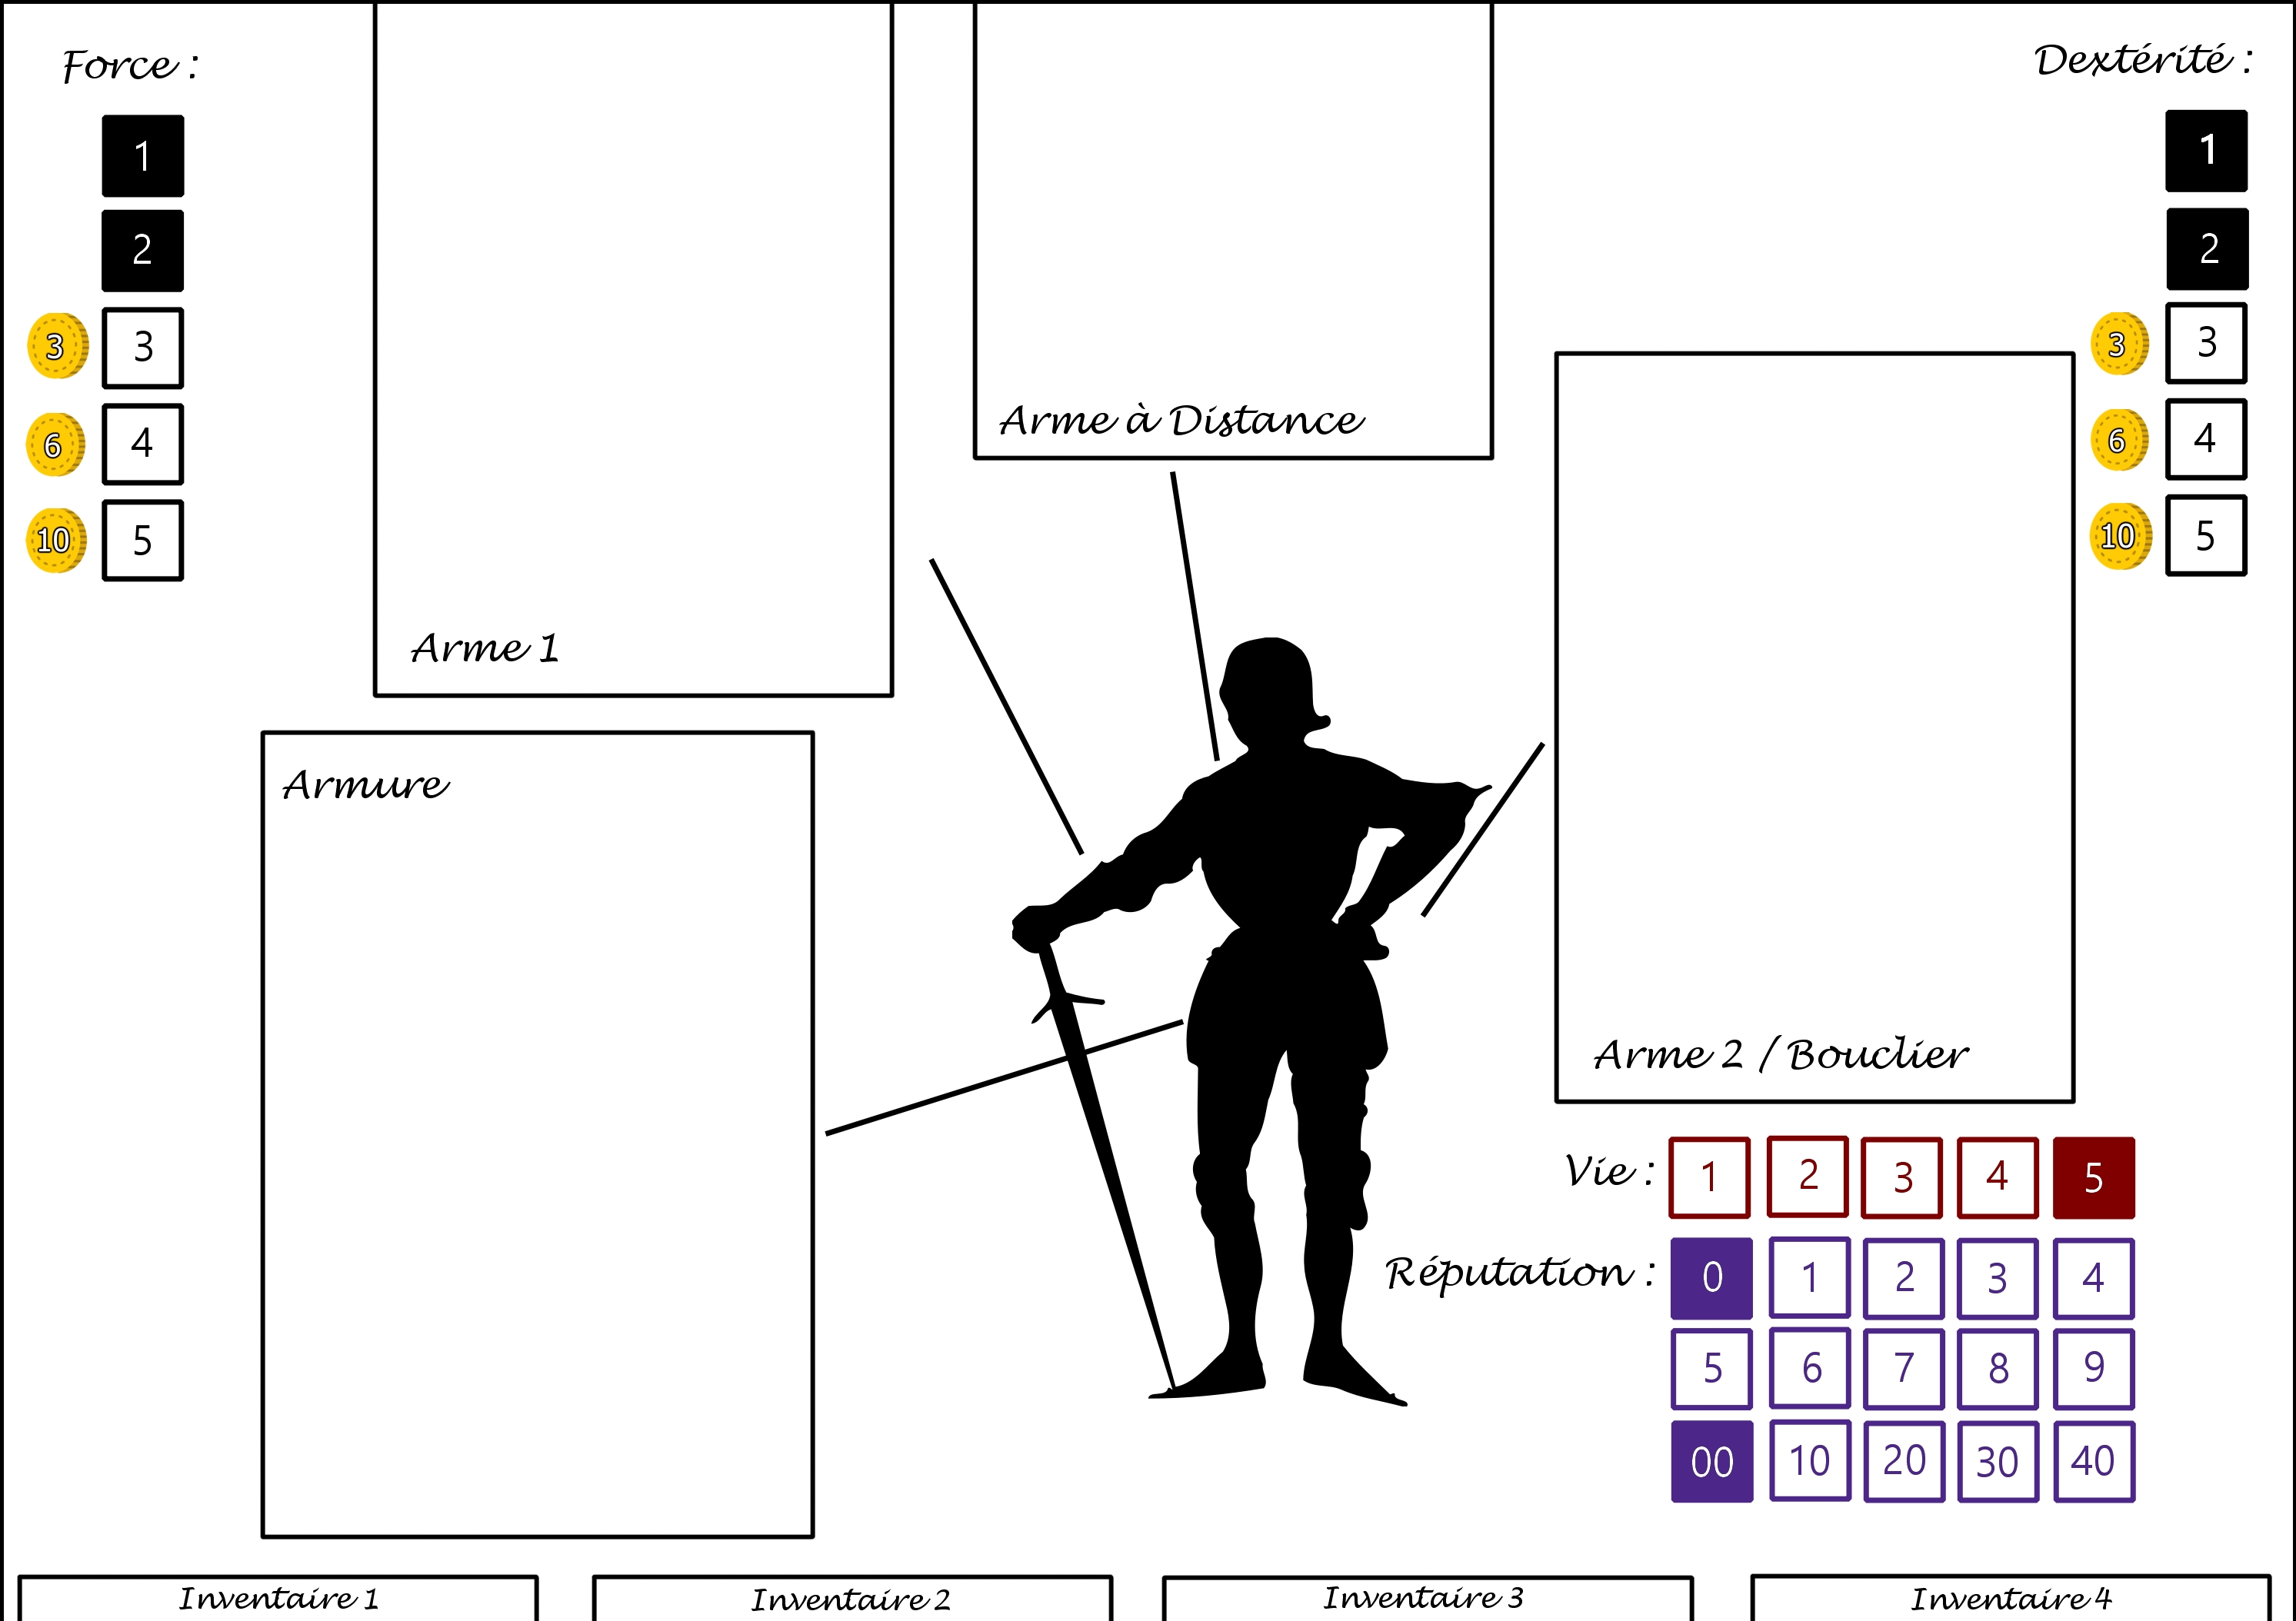 Force :
1
2
3 3
6 4
10 5
Arme 1
Arme à Distance
Dextérité :
1
2
3 3
6 4
10 5
Armure
Arme 2 / Bouclier
Vie : 1 2 3 4 5
Réputation : 0 1 2 3 4
5 6 7 8 9
00 10 20 30 40
Inventaire 1
Inventaire 2
Inventaire 3
Inventaire 4